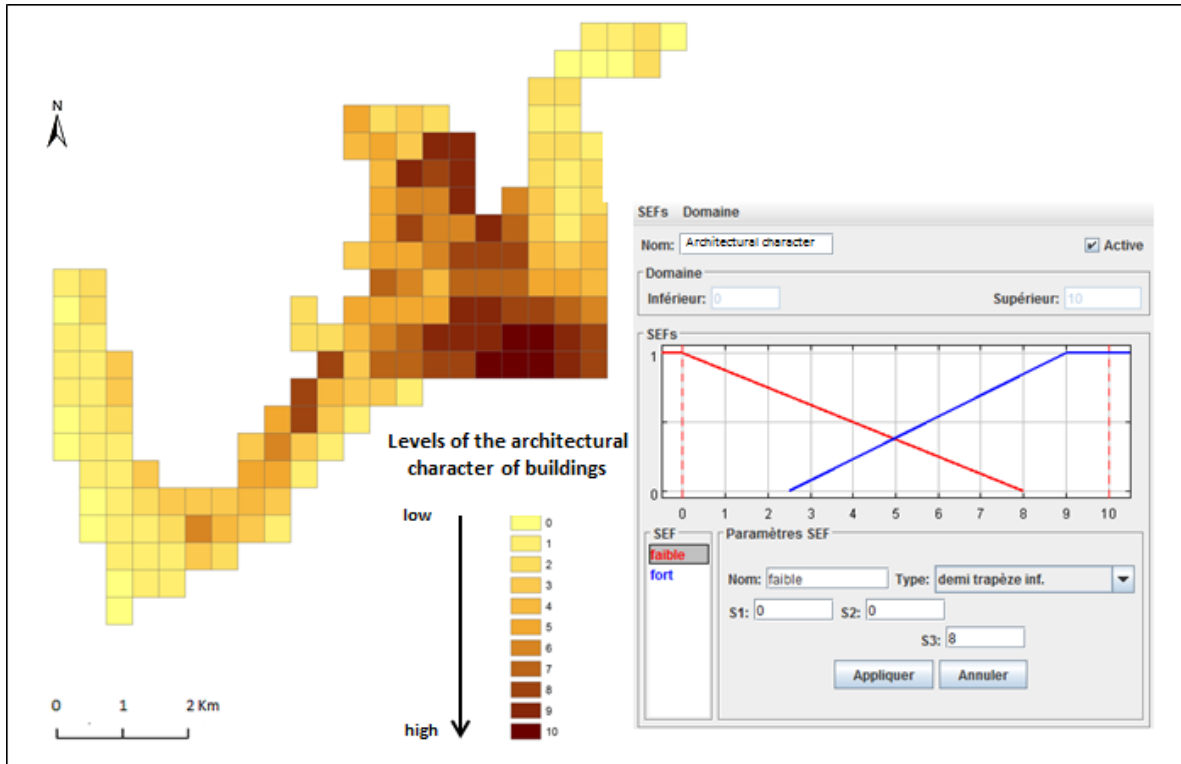 N
SEFs Domaine
Nom: Architectural character Active
Domaine
Inférieur: 0 Supérieur: 10
SEFs
1
0
0 1 2 3 4 5 6 7 8 9 10
Levels of the architectural
character of buildings
low
high
0
1
2
3
4
5
6
7
8
9
10
0 1 2 Km
SEF
faible
fort
Paramètres SEF
Nom: faible Type: demi trapèze inf.
S1: 0 S2: 0
S3: 8
Appliquer Annuler